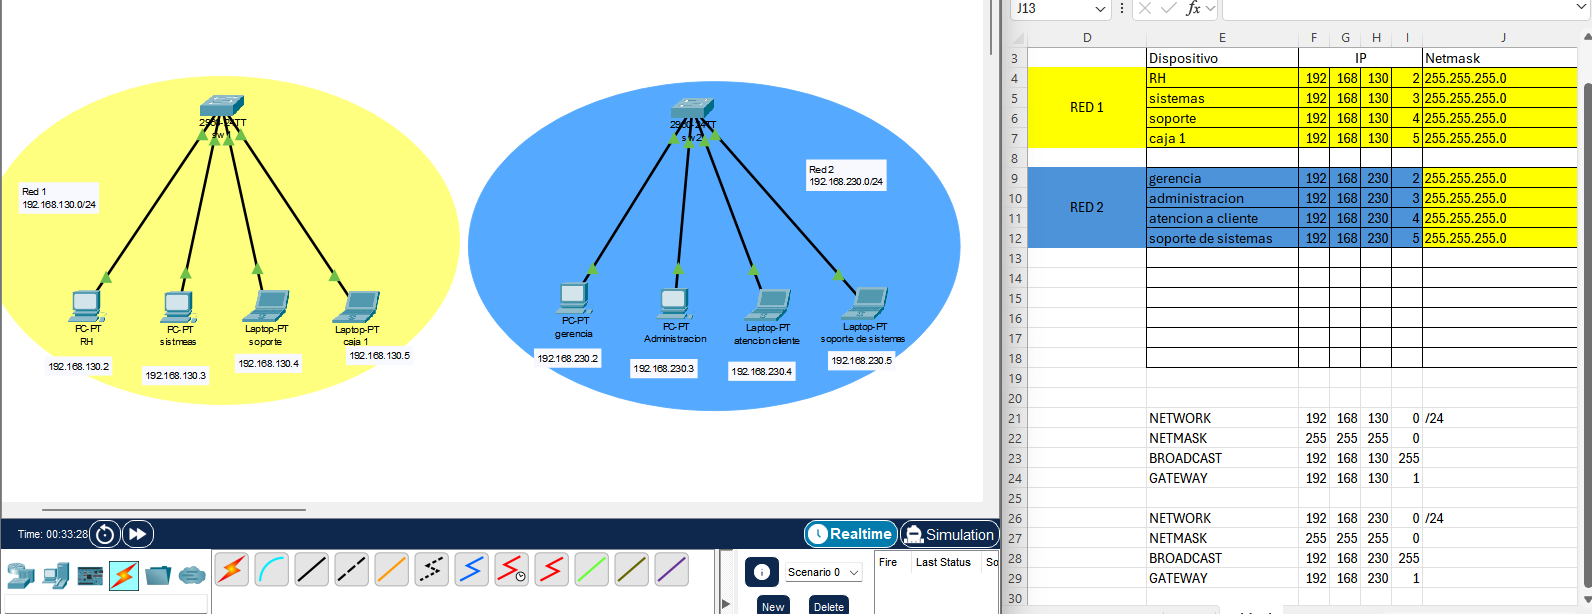 2960-24TT
sw 1
Red 1
192.168.130.0/24
PC-PT
RH
192.168.130.2
PC-PT
sistmeas
192.168.130.3
Laptop-PT
soporte
192.168.130.4
Laptop-PT
caja 1
192.168.130.5
2960-24TT
sw2
Red 2
192.168.230.0/24
PC-PT
gerencia
192.168.230.2
PC-PT
Administracion
192.168.230.3
Laptop-PT
atencion cliente
192.168.230.4
Laptop-PT
soporte de sistemas
192.168.230.5
Time: 00:33:28
Realtime
Simulation
Scenario 0
New
Delete
Fire Last Status So
J13 fx
D E F G H I J
3 Dispositivo IP Netmask
4 RED 1 RH 192 168 130 2 255.255.255.0
5 sistemas 192 168 130 3 255.255.255.0
6 soporte 192 168 130 4 255.255.255.0
7 caja 1 192 168 130 5 255.255.255.0
8
9 RED 2 gerencia 192 168 230 2 255.255.255.0
10 administracion 192 168 230 3 255.255.255.0
11 atencion a cliente 192 168 230 4 255.255.255.0
12 soporte de sistemas 192 168 230 5 255.255.255.0
13
14
15
16
17
18
19
20
21 NETWORK 192 168 130 0 /24
22 NETMASK 255 255 255 0
23 BROADCAST 192 168 130 255
24 GATEWAY 192 168 130 1
25
26 NETWORK 192 168 230 0 /24
27 NETMASK 255 255 255 0
28 BROADCAST 192 168 230 255
29 GATEWAY 192 168 230 1
30